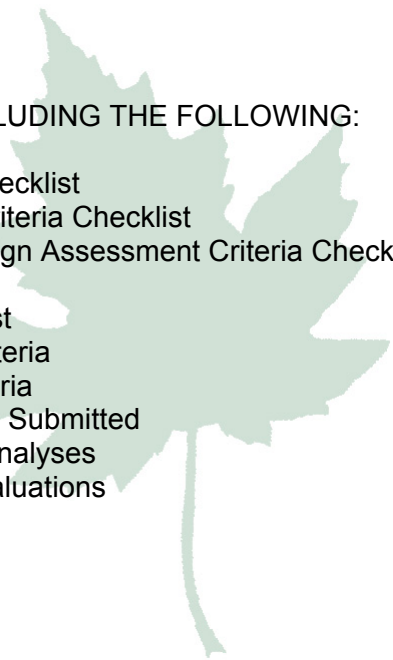 LUDING THE FOLLOWING:
ecklist
iteria Checklist
gn Assessment Criteria Check
st
teria
ria
Submitted
nalyses
aluations